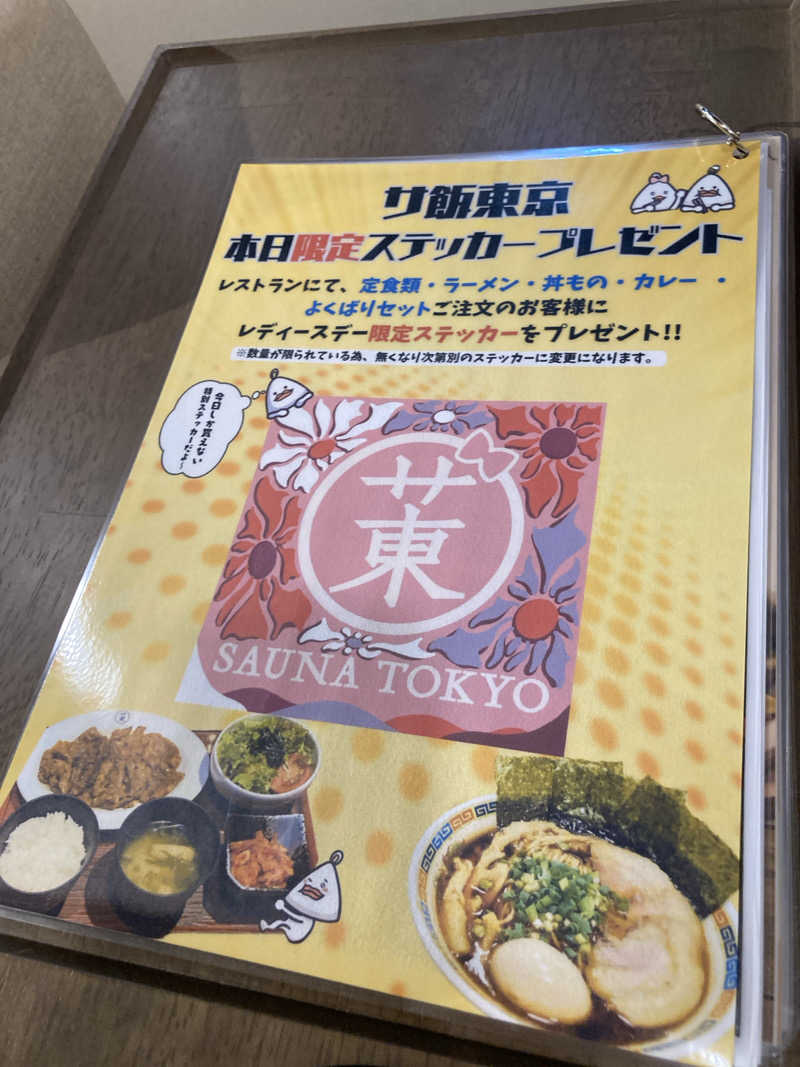 サ飯東京
本日限定ステッカープレゼント
レストランにて、定食類・ラーメン・丼もの・カレー・
よくばりセットご注文のお客様に
レディースデー限定ステッカーをプレゼント!!
※数量が限られている為、無くなり次第別のステッカーに変更になります。
今日しか貰えない
特別ステッカーだよ〜
サ
東
SAUNA TOKYO